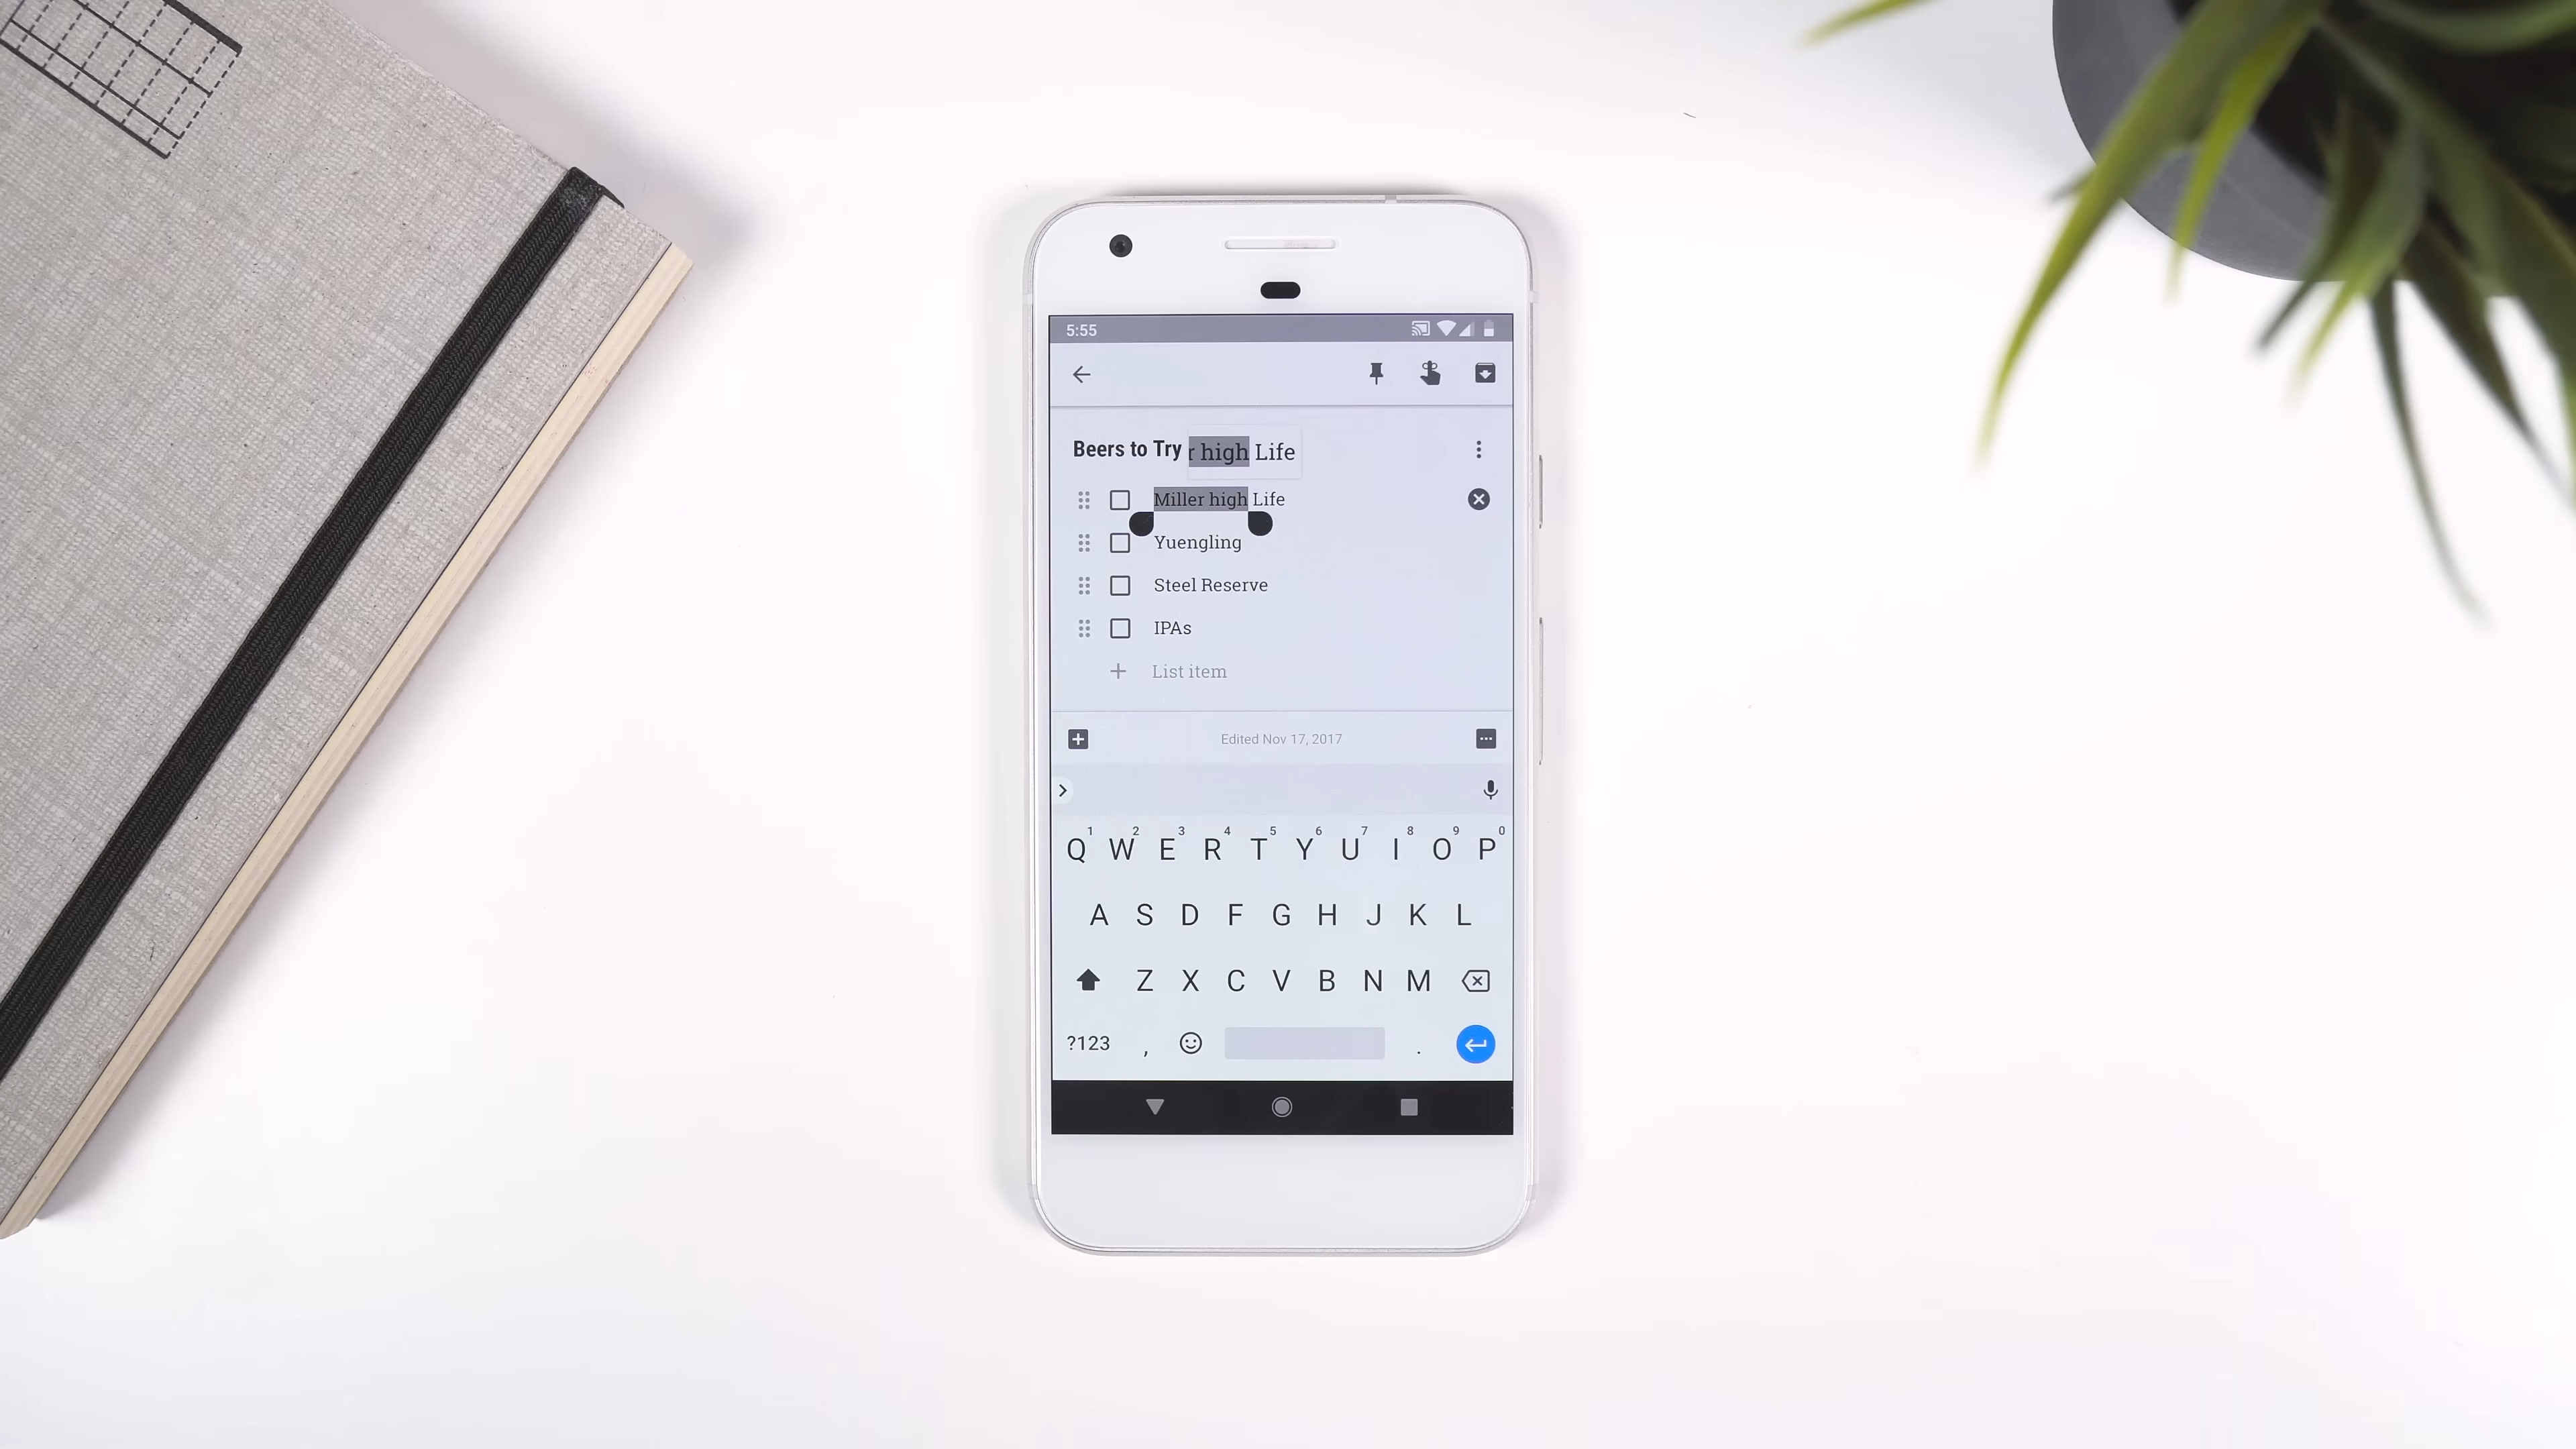 5:55
Beers to Try
r high Life
Miller high Life
Yuengling
Steel Reserve
IPAs
+ List item
Edited Nov 17, 2017
1 2 3 4 5 6 7 8 9 0
Q W E R T Y U I O P
A S D F G H J K L
Z X C V B N M
?123 , .